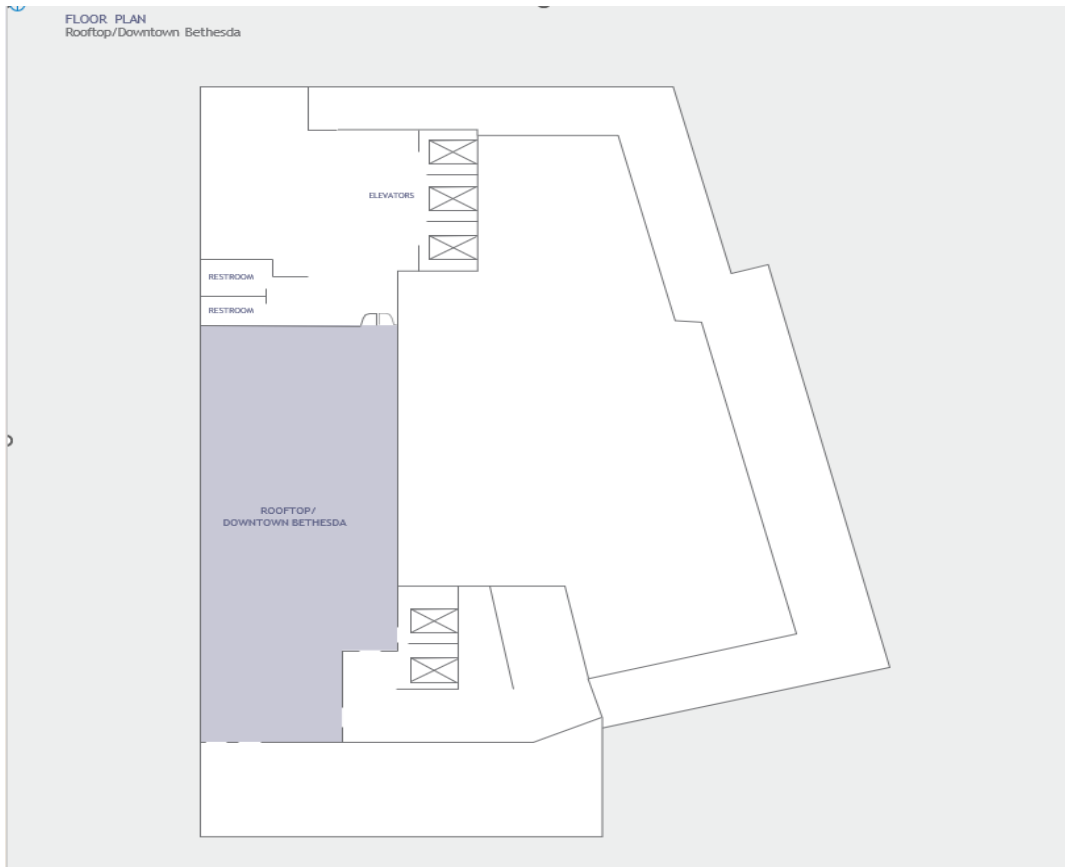 FLOOR PLAN
Rooftop/Downtown Bethesda
ELEVATORS
RESTROOM
RESTROOM
ROOFTOP/
DOWNTOWN BETHESDA